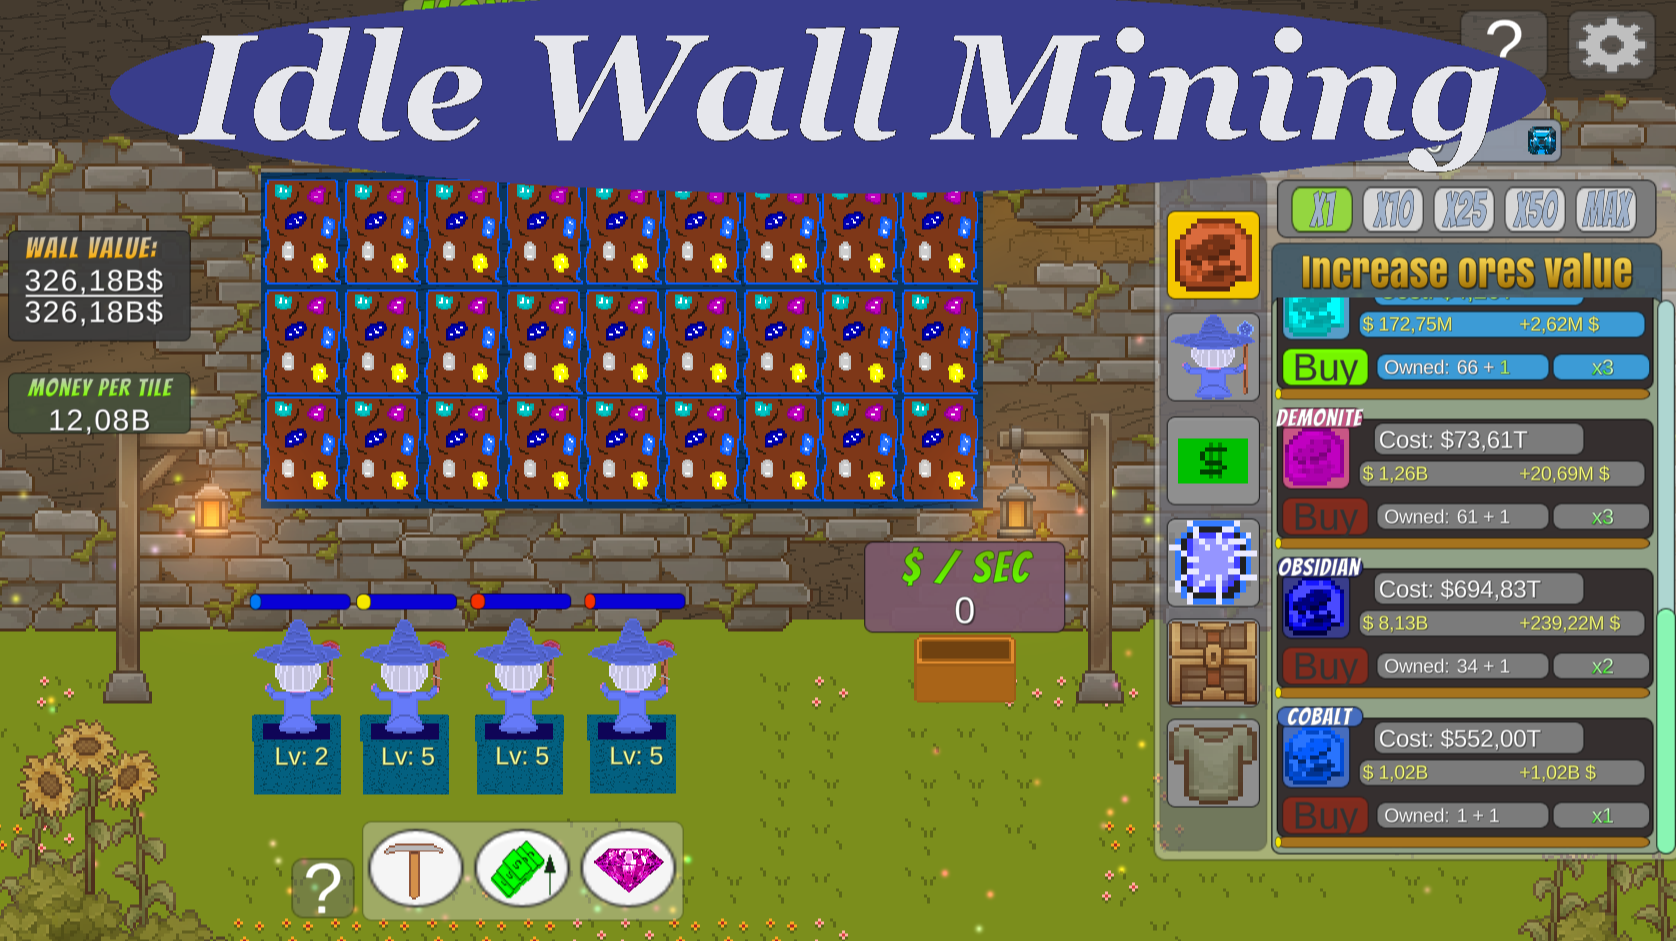 Idle Wall Mining
?
WALL VALUE:
326,18B$
326,18B$
MONEY PER TILE
12,08B
X1 X10 X25 X50 MAX
Increase ores value
$ 172,75M +2,62M $
Buy Owned: 66 + 1 x3
DEMONITE
Cost: $73,61T
$ 1,26B +20,69M $
Buy Owned: 61 + 1 x3
OBSIDIAN
Cost: $694,83T
$ 8,13B +239,22M $
Buy Owned: 34 + 1 x2
COBALT
Cost: $552,00T
$ 1,02B +1,02B $
Buy Owned: 1 + 1 x1
$
$ / SEC
0
Lv: 2 Lv: 5 Lv: 5 Lv: 5
?